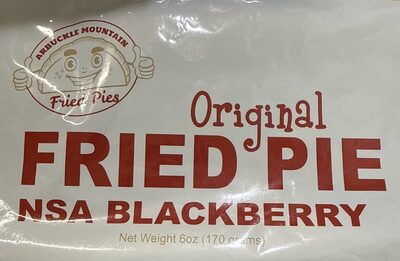 ARBUCKLE MOUNTAIN
Fried Pies
Original
FRIED PIE
NSA BLACKBERRY
Net Weight 6oz (170 grams)